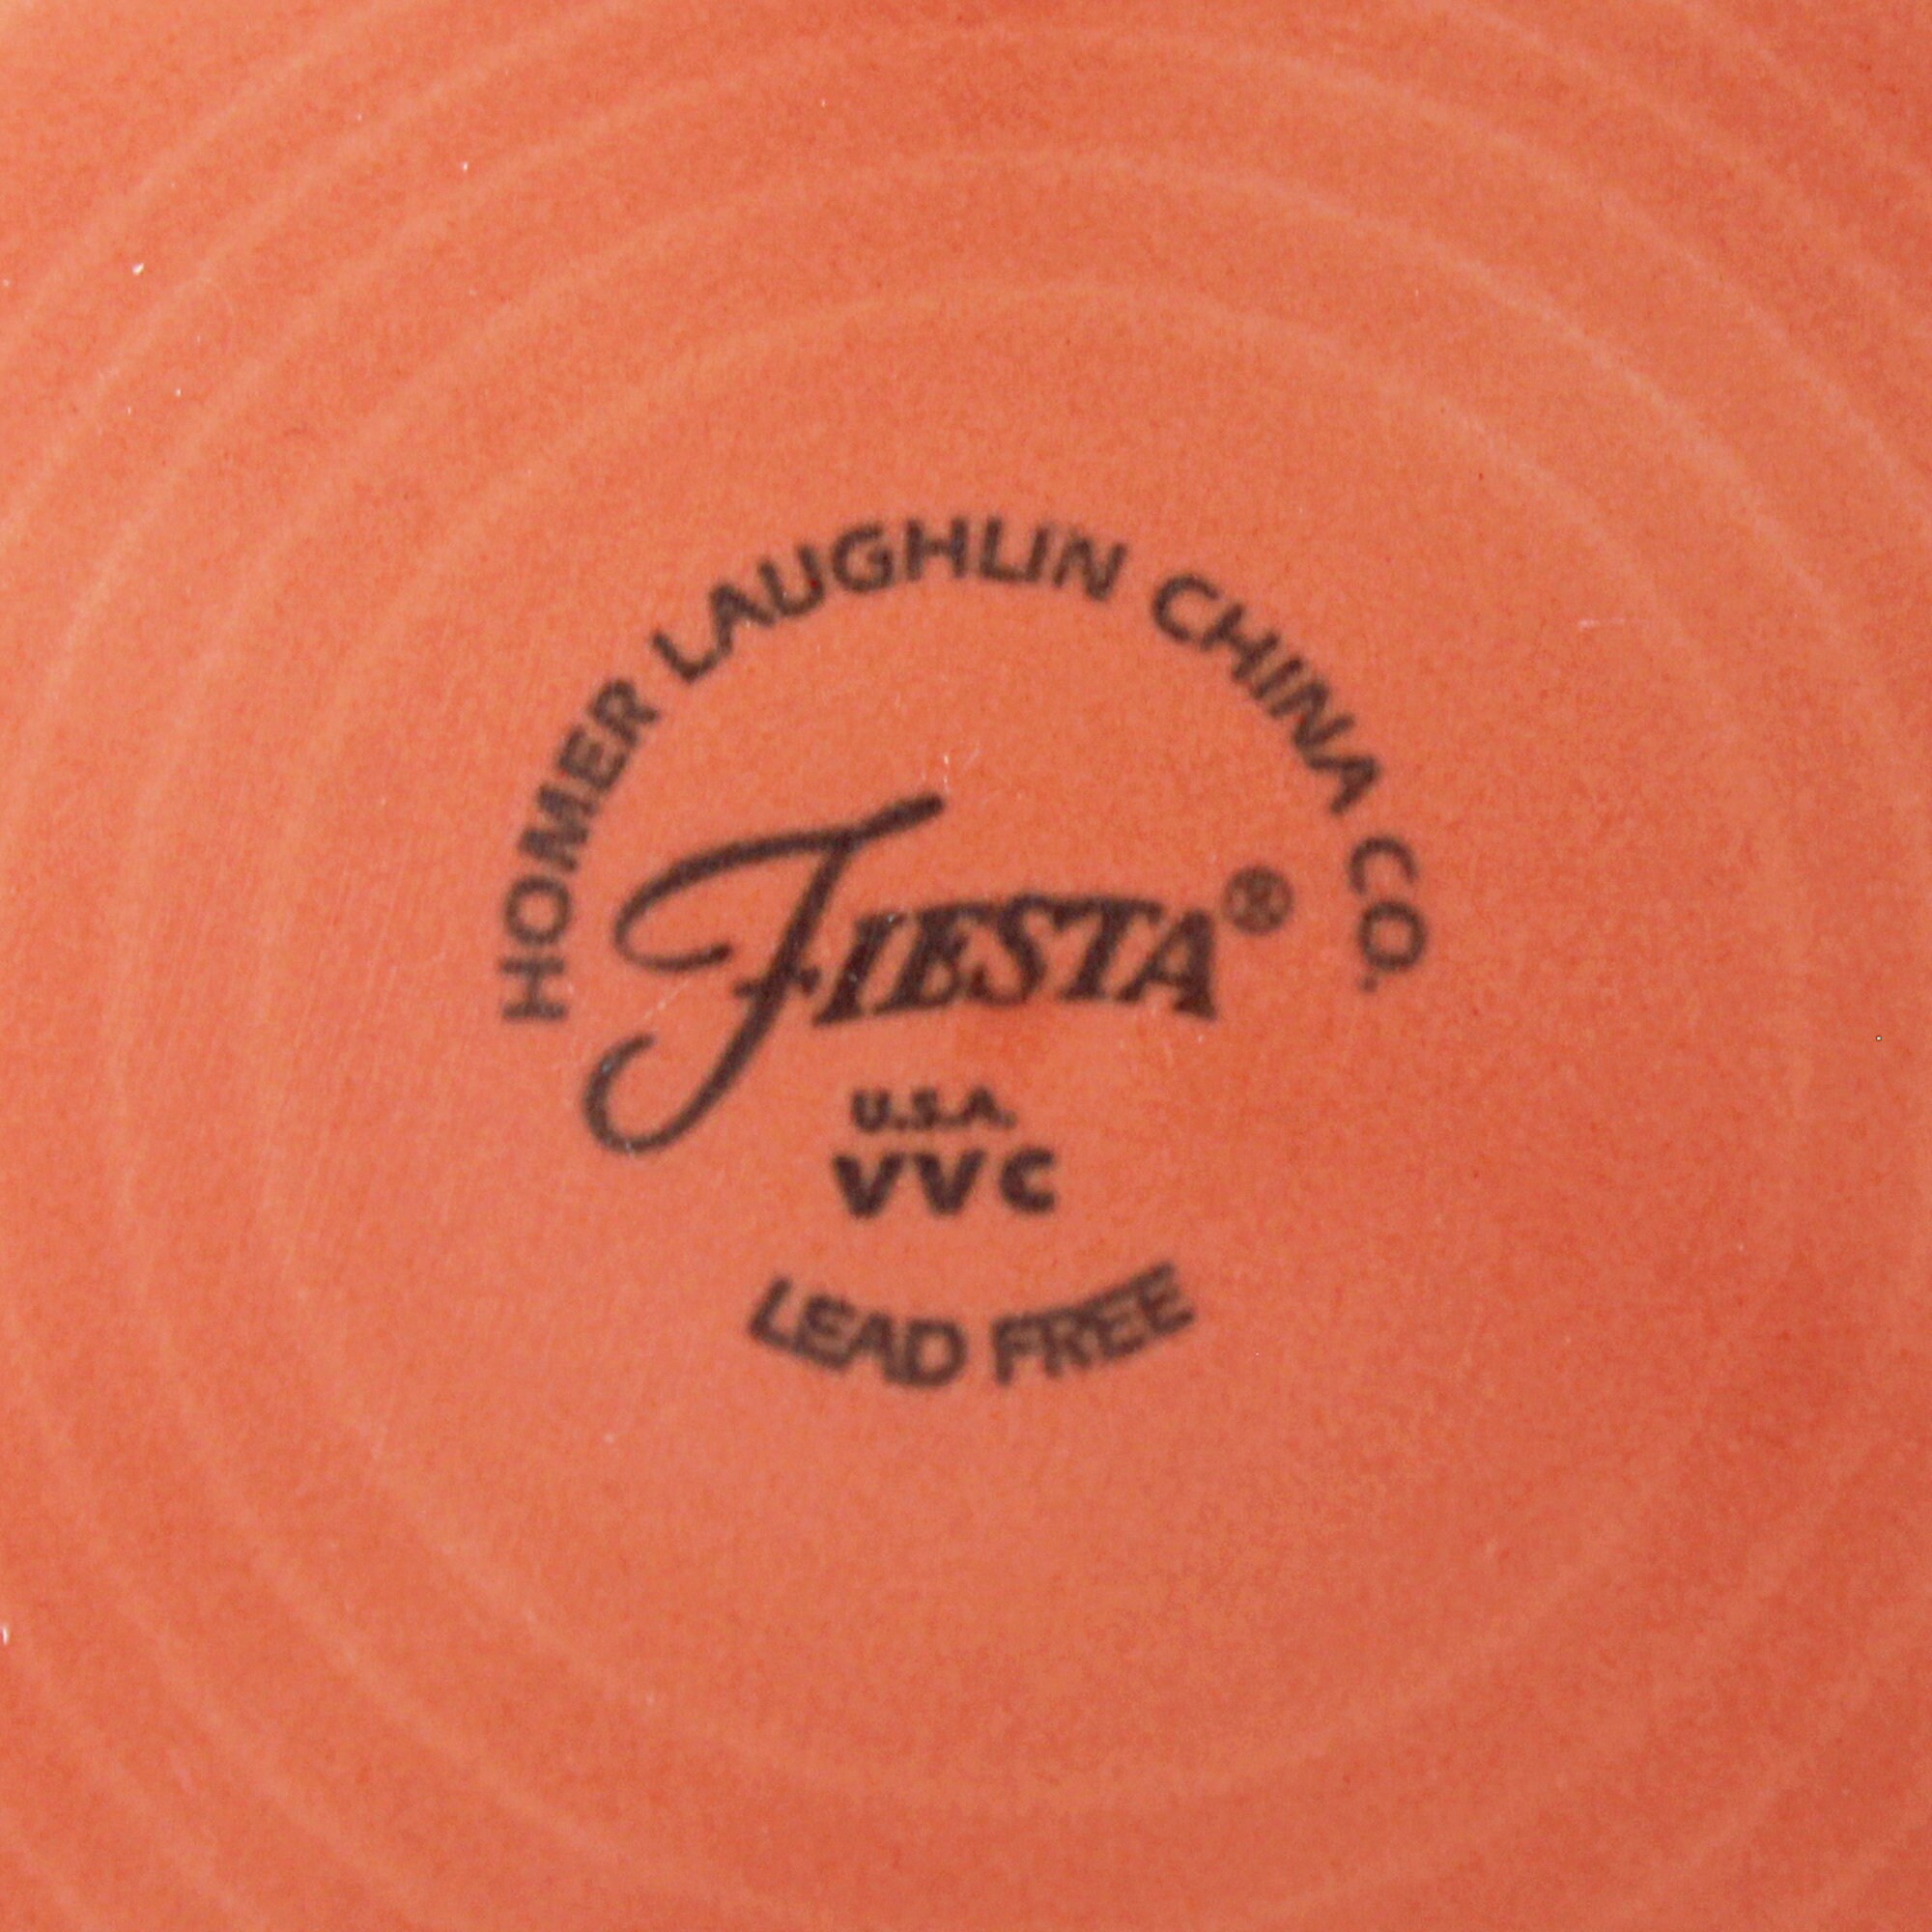 HOMER LAUGHLIN CHINA CO.
FIESTA®
U.S.A.
VVC
LEAD FREE